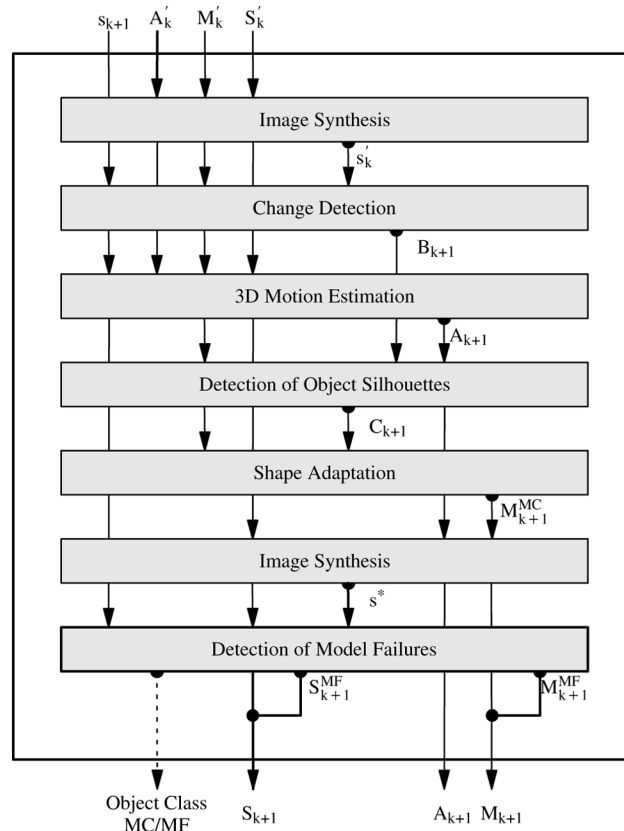 s_{k+1} A'_k M'_k S'_k
Image Synthesis
s'_k
Change Detection
B_{k+1}
3D Motion Estimation
A_{k+1}
Detection of Object Silhouettes
C_{k+1}
Shape Adaptation
M^{MC}_{k+1}
Image Synthesis
s^*
Detection of Model Failures
S^{MF}_{k+1} M^{MF}_{k+1}
Object Class
MC/MF
S_{k+1} A_{k+1} M_{k+1}